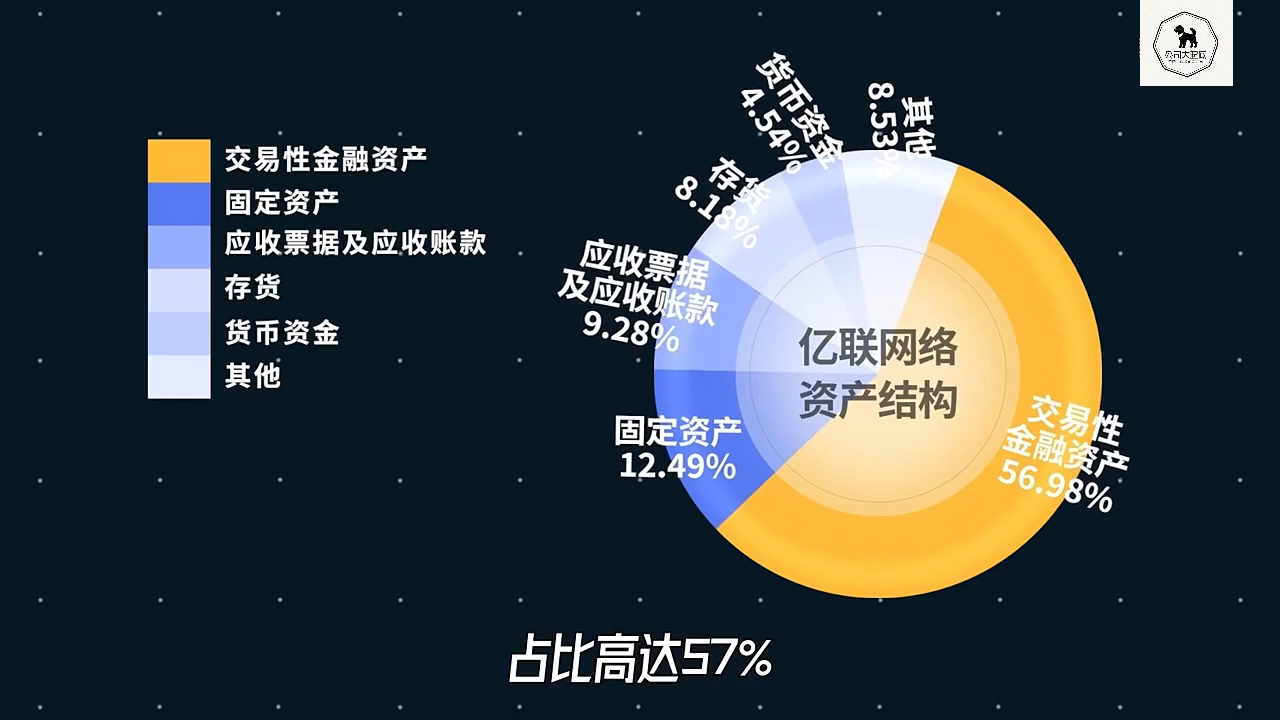 交易性金融资产
固定资产
应收票据及应收账款
存货
货币资金
其他
货币资金
4.54%
其他
8.53%
存货
8.18%
应收票据
及应收账款
9.28%
固定资产
12.49%
亿联网络
资产结构
交易性
金融资产
56.98%
占比高达57%